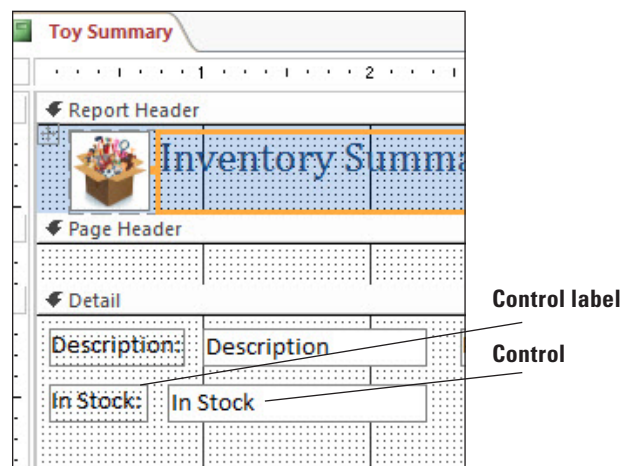 Toy Summary
1 2
Report Header
Inventory Summa
Page Header
Detail
Control label
Description: Description
Control
In Stock: In Stock